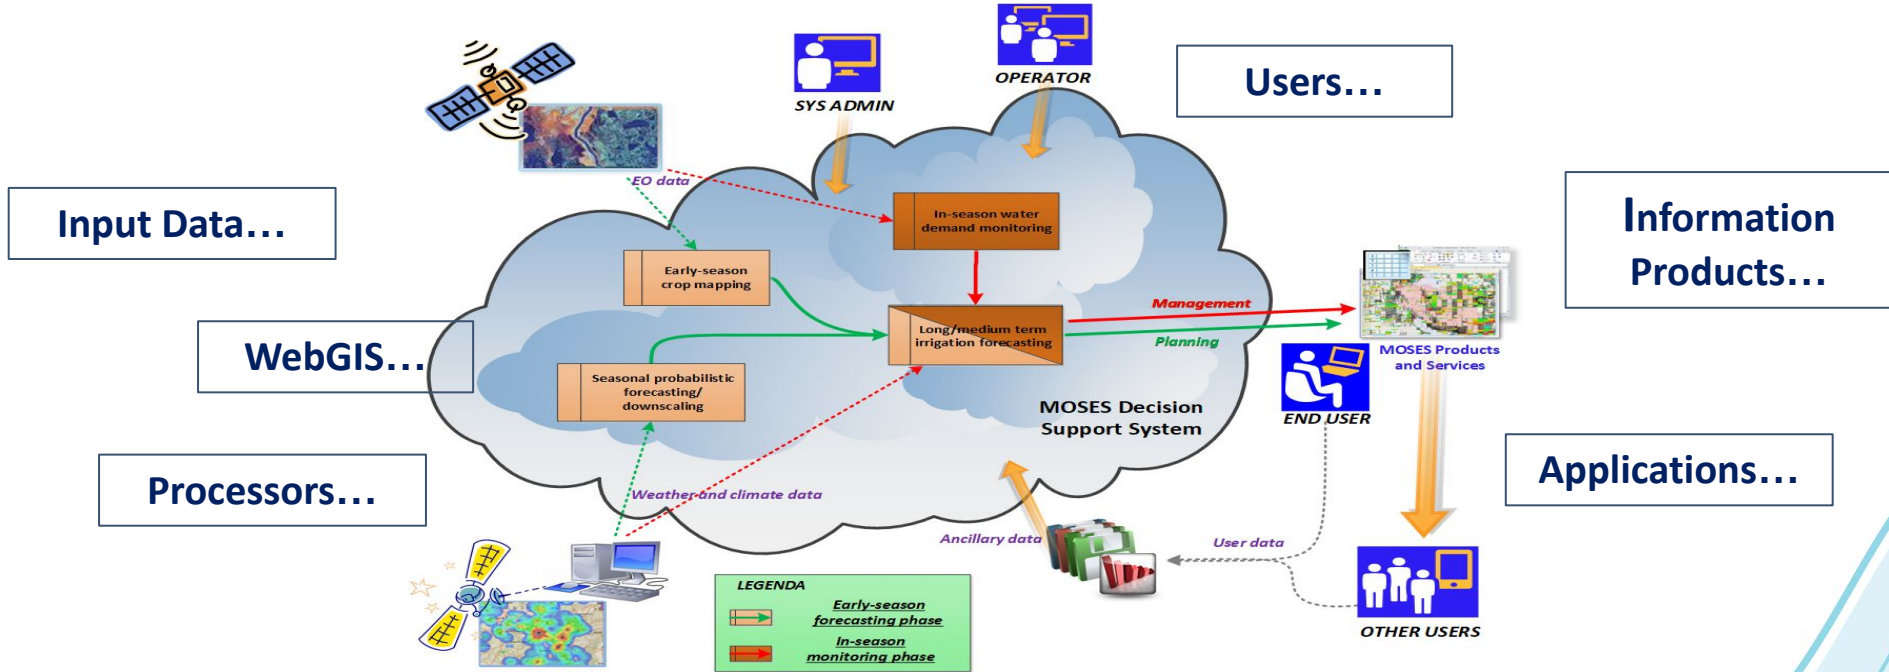 OPERATOR
SYS ADMIN
Users...
EO data
Input Data...
In-season water
demand monitoring
Information
Products...
Early-season
crop mapping
WebGIS...
Long/medium term
irrigation forecasting
Management
Planning
MOSES Products
and Services
Seasonal probabilistic
forecasting/
downscaling
MOSES Decision
Support System
END USER
Processors...
Weather and climate data
Applications...
Ancillary data
User data
LEGENDA
Early-season
forecasting phase
In-season
monitoring phase
OTHER USERS